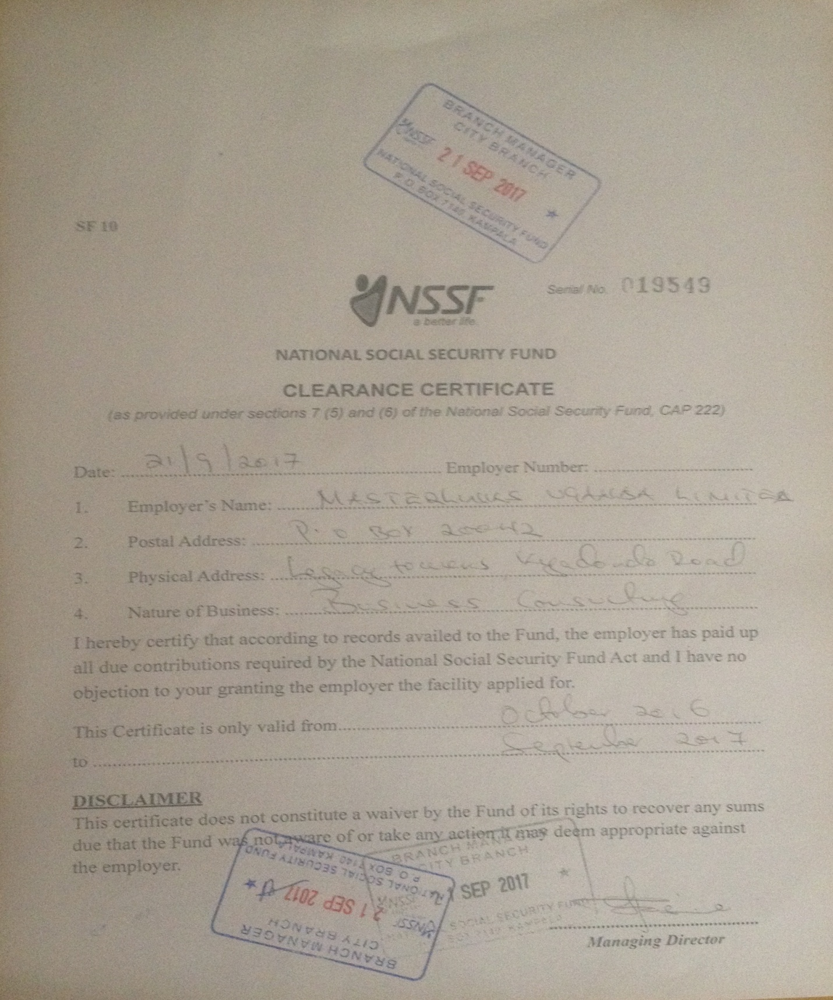 BRANCH MANAGER
CITY BRANCH
NSSF 21 SEP 2017
NATIONAL SOCIAL SECURITY FUND
P.O. BOX 7140, KAMPALA
SF 10
NSSF
a better life
Serial No. 019549
NATIONAL SOCIAL SECURITY FUND
CLEARANCE CERTIFICATE
(as provided under sections 7 (5) and (6) of the National Social Security Fund, CAP 222)
Date: 21/9/2017 Employer Number:
1. Employer's Name: MASTERLINKS UGANDA LIMITED
2. Postal Address: P.O BOX 20042
3. Physical Address: Legacy towers Kyadondo Road
4. Nature of Business: Business Consulting
I hereby certify that according to records availed to the Fund, the employer has paid up
all due contributions required by the National Social Security Fund Act and I have no
objection to your granting the employer the facility applied for.
This Certificate is only valid from October 2016
to September 2017
DISCLAIMER
This certificate does not constitute a waiver by the Fund of its rights to recover any sums
due that the Fund was not aware of or take any action it may deem appropriate against
the employer.
BRANCH MANAGER
CITY BRANCH
NSSF 21 SEP 2017
NATIONAL SOCIAL SECURITY FUND
P.O. BOX 7140 KAMPALA
BRANCH MANAGER
CITY BRANCH
SEP 2017
SOCIAL SECURITY FUND
BOX 7140 KAMPALA
Managing Director